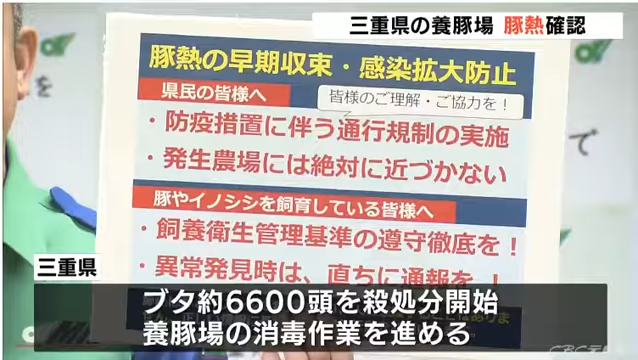 三重県の養豚場 豚熱確認
豚熱の早期収束・感染拡大防止
県民の皆様へ
皆様のご理解・ご協力を！
・防疫措置に伴う通行規制の実施
・発生農場には絶対に近づかない
豚やイノシシを飼育している皆様へ
・飼養衛生管理基準の遵守徹底を！
・異常発見時は、直ちに通報を！
三重県
ブタ約6600頭を殺処分開始
養豚場の消毒作業を進める
CBCテレビ